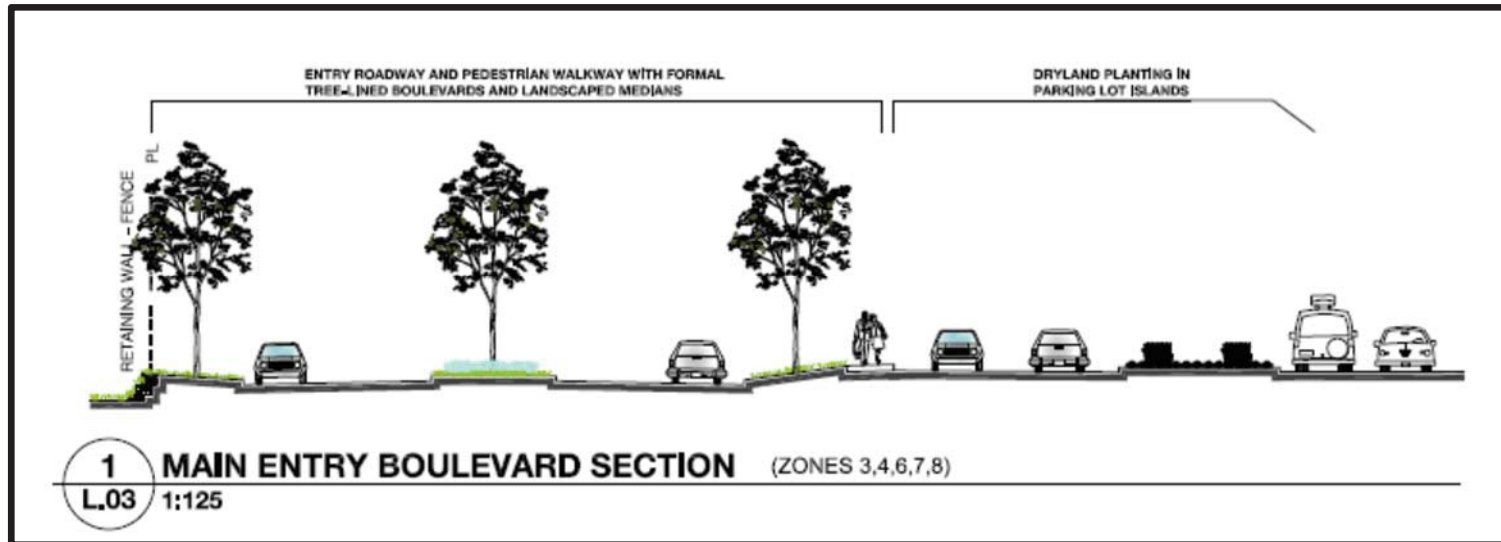 ENTRY ROADWAY AND PEDESTRIAN WALKWAY WITH FORMAL
TREE-LINED BOULEVARDS AND LANDSCAPED MEDIANS
DRYLAND PLANTING IN
PARKING LOT ISLANDS
RETAINING WALL - FENCE
PL
1
L.03
MAIN ENTRY BOULEVARD SECTION (ZONES 3,4,6,7,8)
1:125